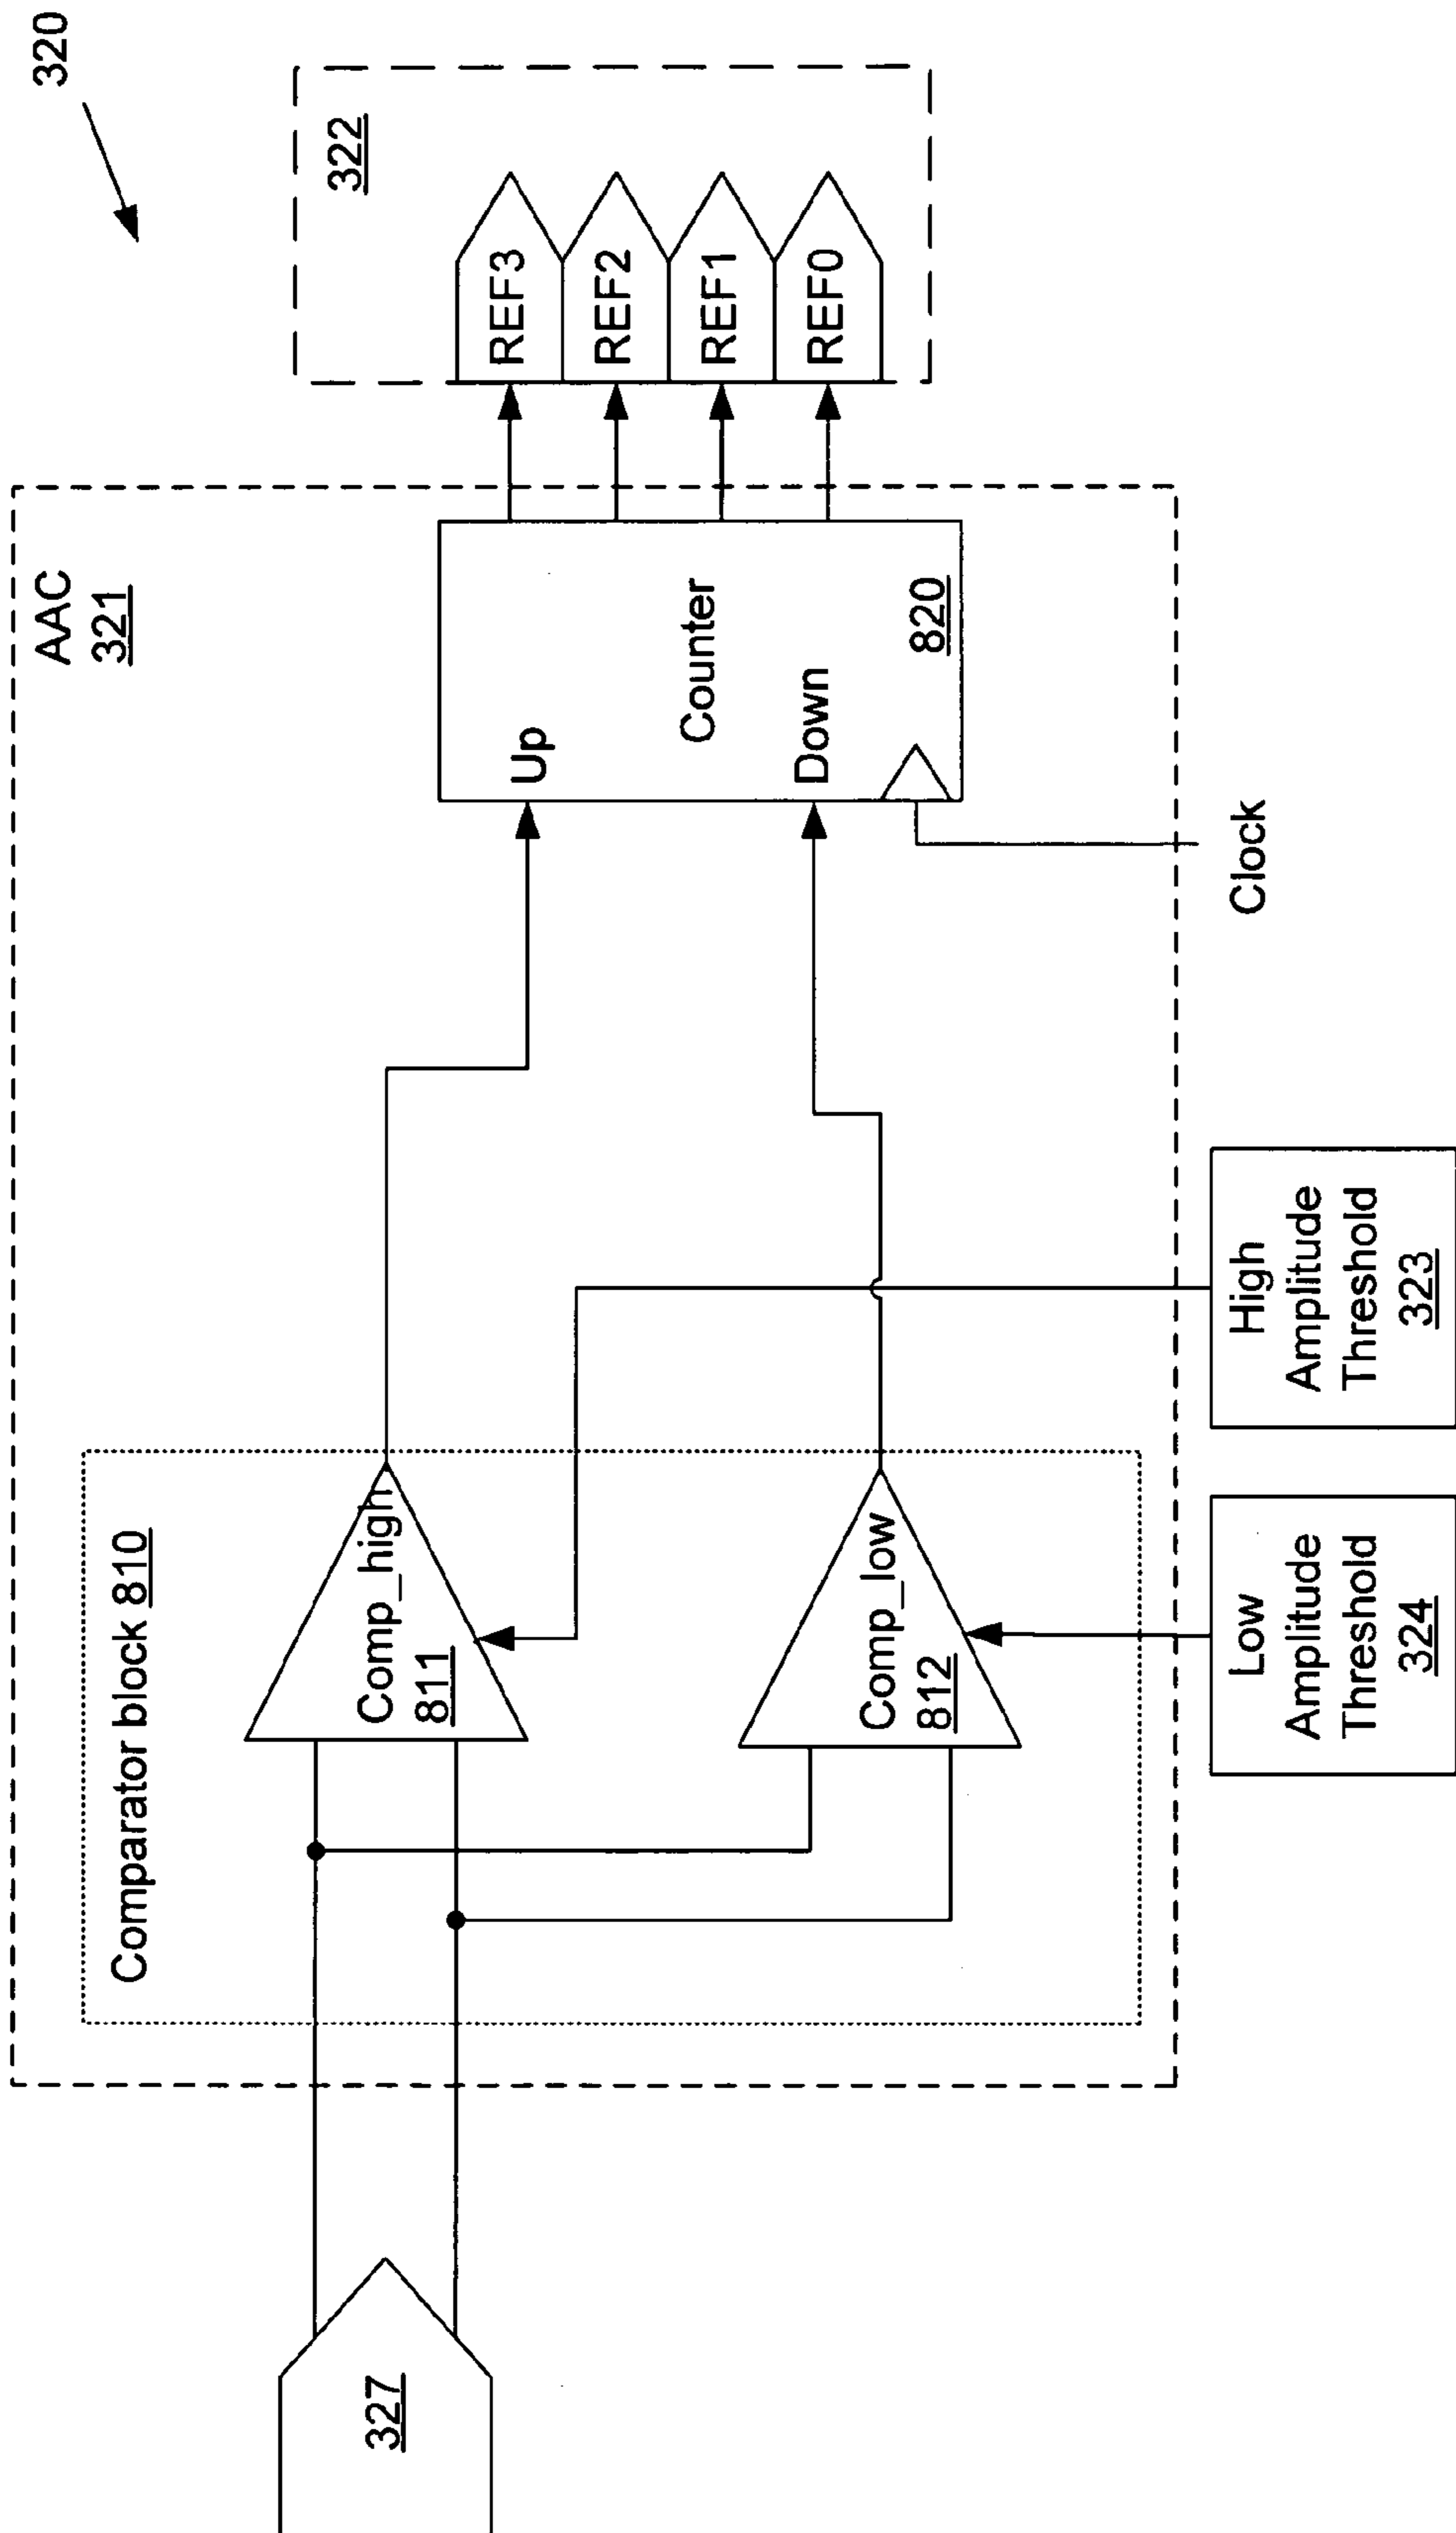 320
AAC
321
322
Comparator block 810
327
Comp_high
811
Comp_low
812
Up
Counter
Down
820
REF3
REF2
REF1
REF0
Clock
Low
Amplitude
Threshold
324
High
Amplitude
Threshold
323